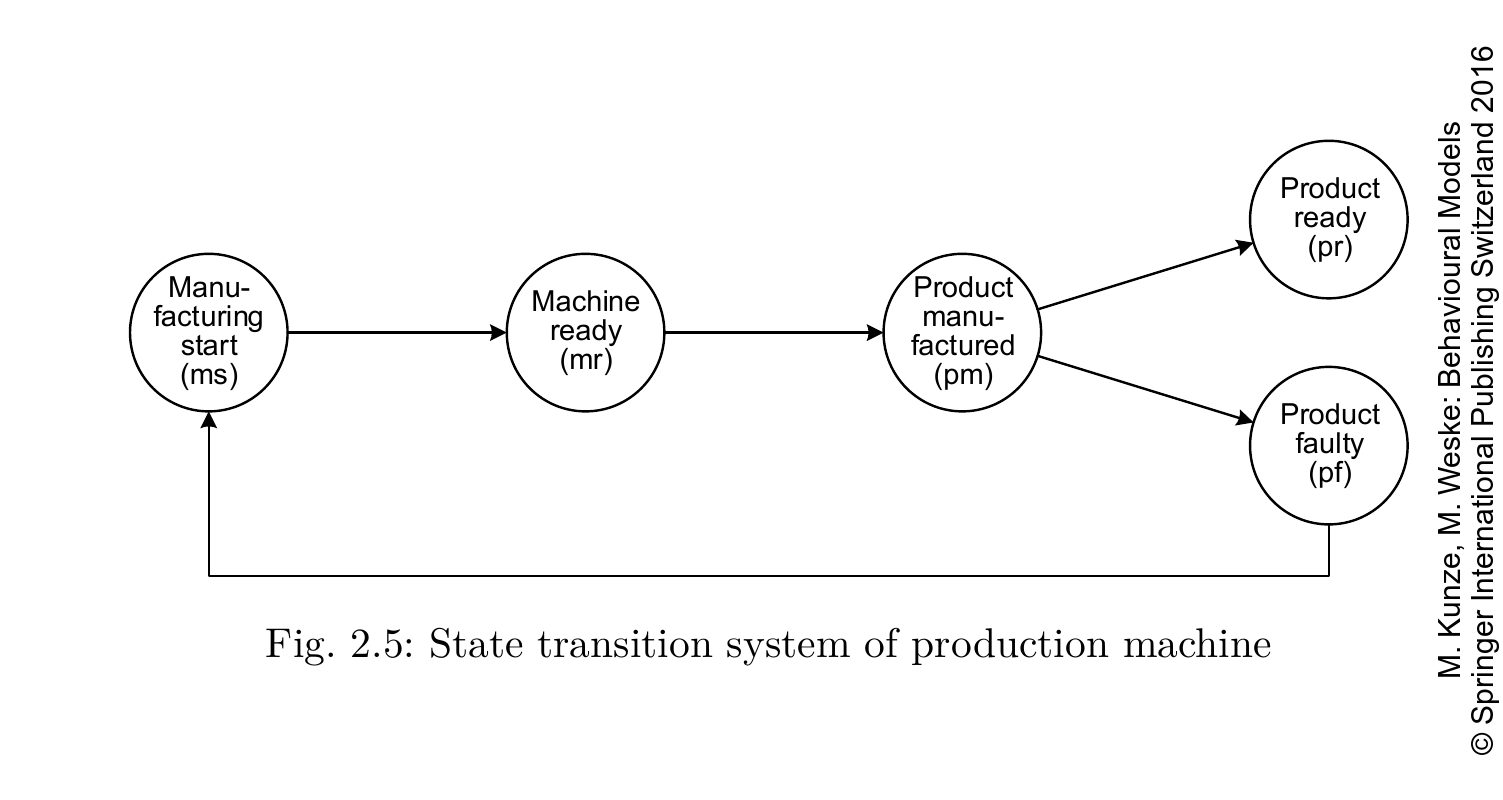 Manu-
facturing
start
(ms)
Machine
ready
(mr)
Product
manu-
factured
(pm)
Product
ready
(pr)
Product
faulty
(pf)
Fig. 2.5: State transition system of production machine
M. Kunze, M. Weske: Behavioural Models
© Springer International Publishing Switzerland 2016